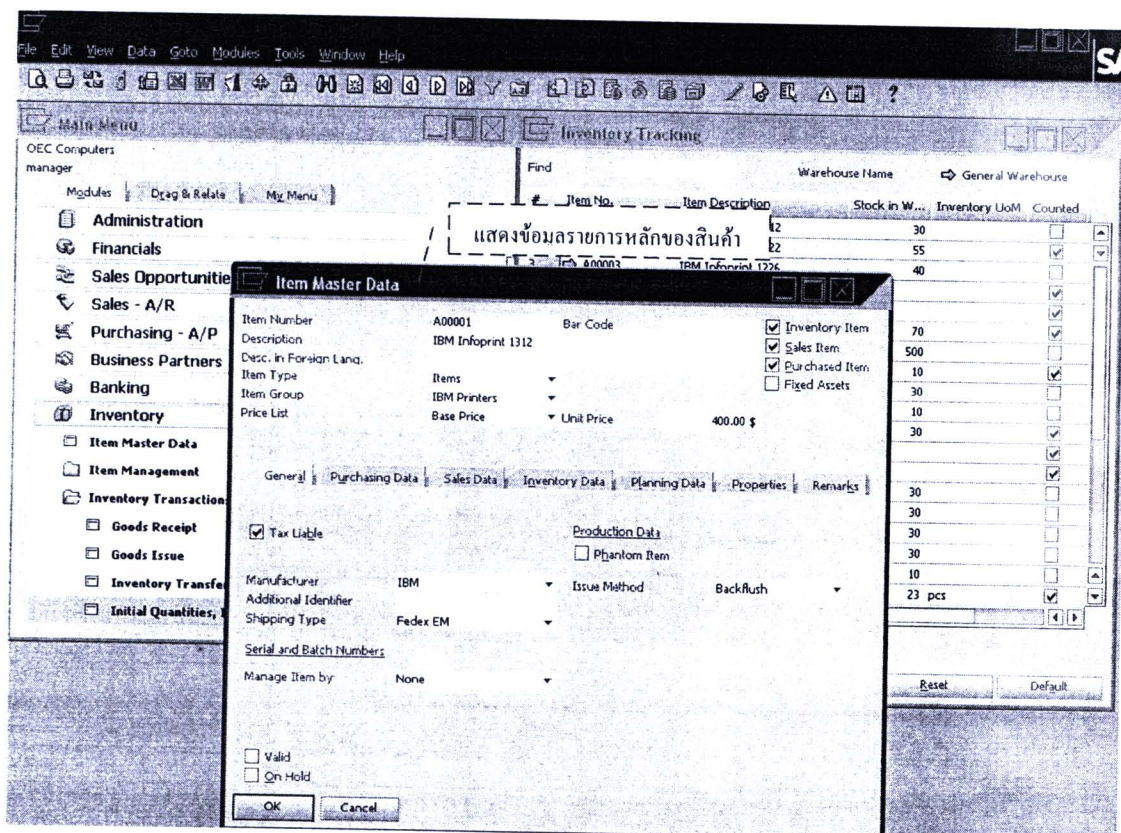 File Edit View Data Goto Modules Tools Window Help
Main Menu
OEC Computers
manager
Modules Drag & Relate My Menu
Administration
Financials
Sales Opportunitie
Sales - A/R
Purchasing - A/P
Business Partners
Banking
Inventory
Item Master Data
Item Management
Inventory Transaction
Goods Receipt
Goods Issue
Inventory Transfe
Initial Quantities,
Inventory Tracking
Find
Warehouse Name General Warehouse
# Item No. Item Description Stock in W... Inventory UoM Counted
แสดงข้อมูลรายการหลักของสินค้า
12 30
22 55
3 A00003 IBM Infoprint 1226 40
70
500
10
30
10
30
30
30
30
30
10
23 pcs
Reset Default
Item Master Data
Item Number A00001 Bar Code
Description IBM Infoprint 1312
Desc. in Foreign Lang.
Item Type Items
Item Group IBM Printers
Price List Base Price Unit Price 400.00 $
Inventory Item
Sales Item
Purchased Item
Fixed Assets
General Purchasing Data Sales Data Inventory Data Planning Data Properties Remarks
Tax Liable
Production Data
Phantom Item
Manufacturer IBM
Issue Method Backflush
Additional Identifier
Shipping Type Fedex EM
Serial and Batch Numbers
Manage Item by None
Valid
On Hold
OK Cancel